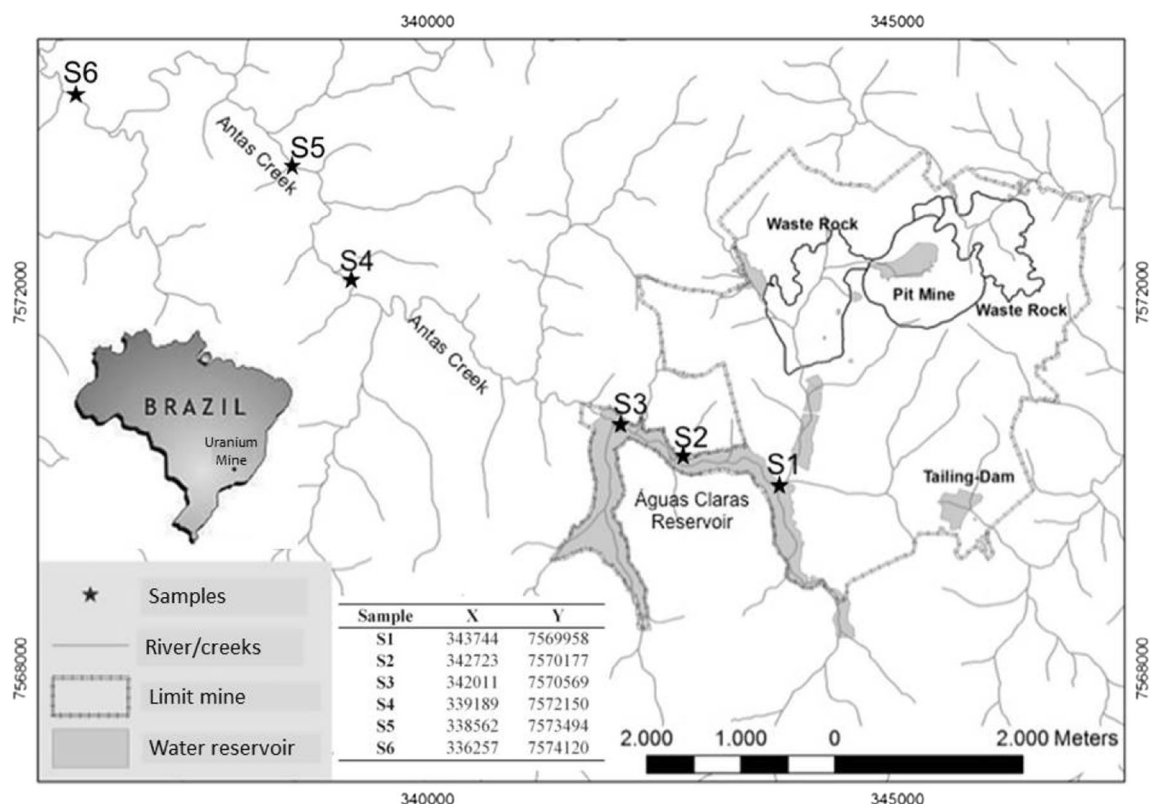 340000 345000
S6
Antas Creek
S5
S4
Antas Creek
7572000
7572000
Waste Rock
Pit Mine
Waste Rock
BRAZIL
Uranium
Mine
S3
S2
S1
Águas Claras
Reservoir
Tailing-Dam
Samples
River/creeks
Limit mine
Water reservoir
Sample X Y
S1 343744 7569958
S2 342723 7570177
S3 342011 7570569
S4 339189 7572150
S5 338562 7573494
S6 336257 7574120
7568000
7568000
2.000 1.000 0 2.000 Meters
340000 345000